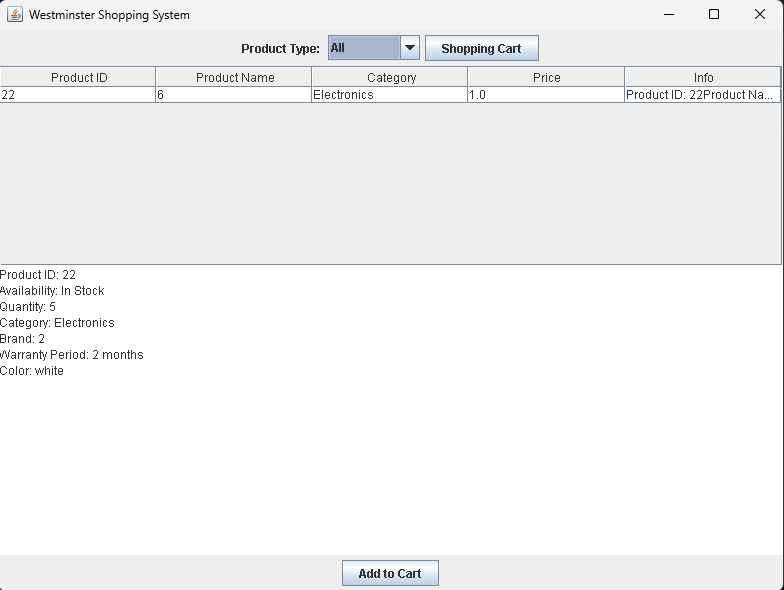 Westminster Shopping System
Product Type: All Shopping Cart
Product ID Product Name Category Price Info
22 6 Electronics 1.0 Product ID: 22Product Na...
Product ID: 22
Availability: In Stock
Quantity: 5
Category: Electronics
Brand: 2
Warranty Period: 2 months
Color: white
Add to Cart